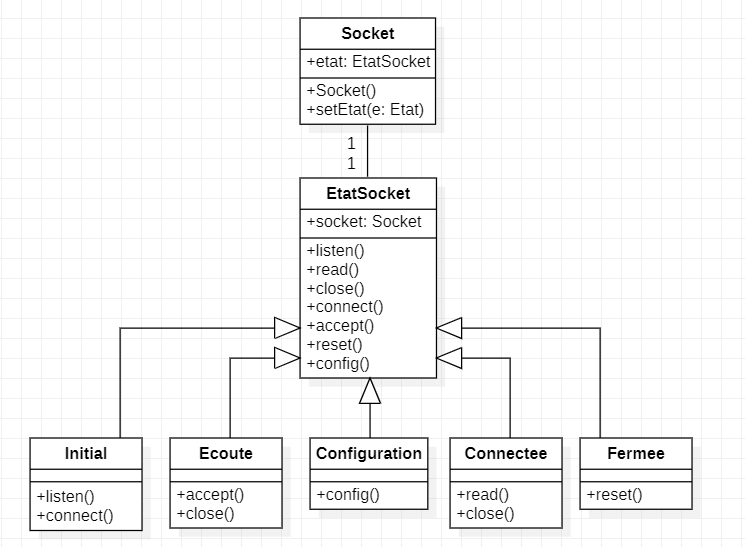 Socket
+etat: EtatSocket
+Socket()
+setEtat(e: Etat)
1
1
EtatSocket
+socket: Socket
+listen()
+read()
+close()
+connect()
+accept()
+reset()
+config()
Initial
+listen()
+connect()
Ecoute
+accept()
+close()
Configuration
+config()
Connectee
+read()
+close()
Fermee
+reset()